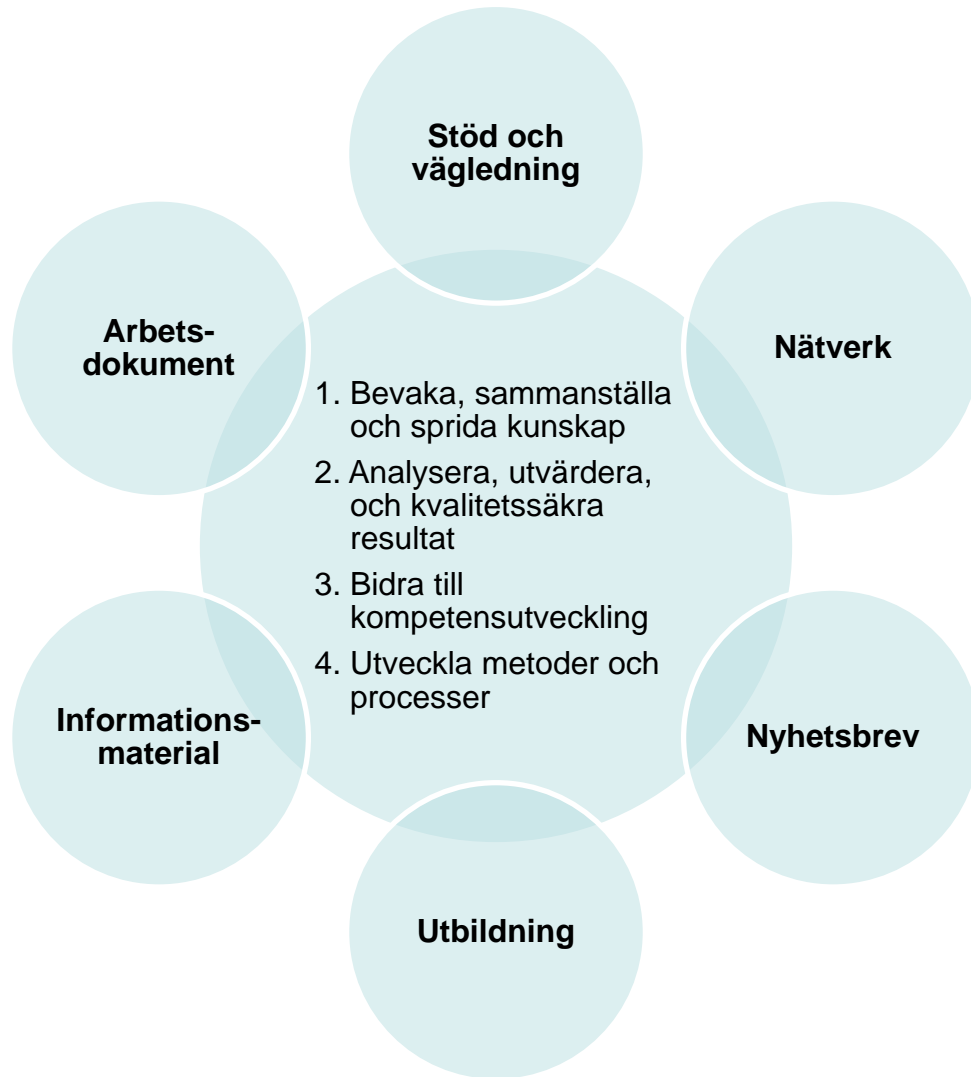 Stöd och
vägledning
Nätverk
Nyhetsbrev
Utbildning
Informations-
material
Arbets-
dokument
1. Bevaka, sammanställa
och sprida kunskap
2. Analysera, utvärdera,
och kvalitetssäkra
resultat
3. Bidra till
kompetensutveckling
4. Utveckla metoder och
processer